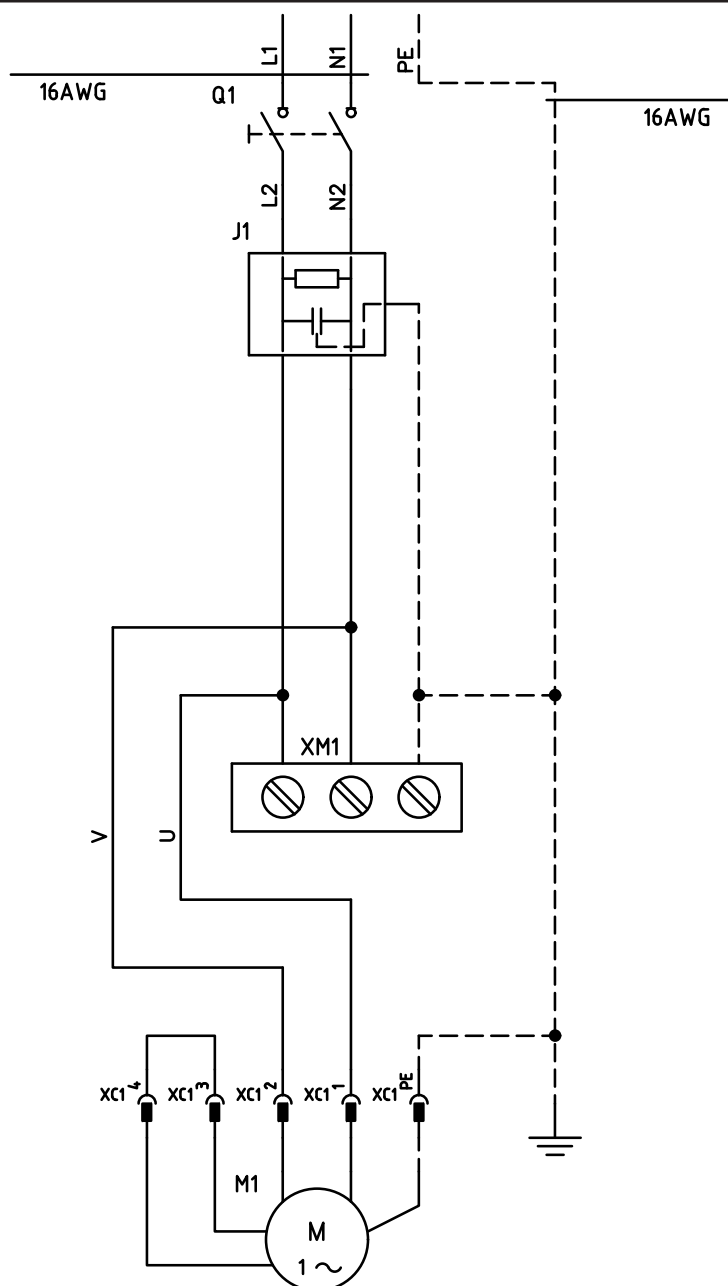 L1
N1
PE
16AWG
Q1
16AWG
L2
N2
J1
XM1
V
U
XC1 4
XC1 3
XC1 2
XC1 1
XC1 PE
M1
M
1 ~